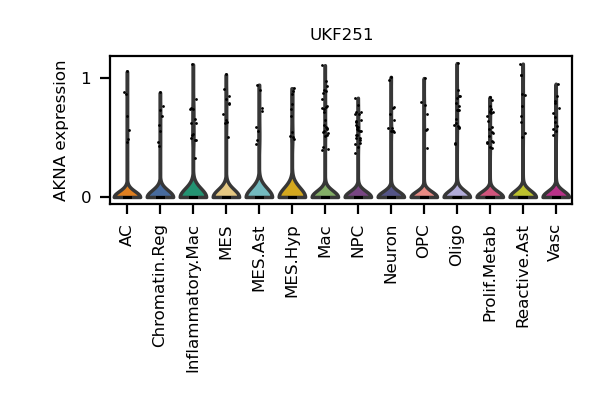 UKF251
AKNA expression
1
0
AC
Chromatin.Reg
Inflammatory.Mac
MES
MES.Ast
MES.Hyp
Mac
NPC
Neuron
OPC
Oligo
Prolif.Metab
Reactive.Ast
Vasc